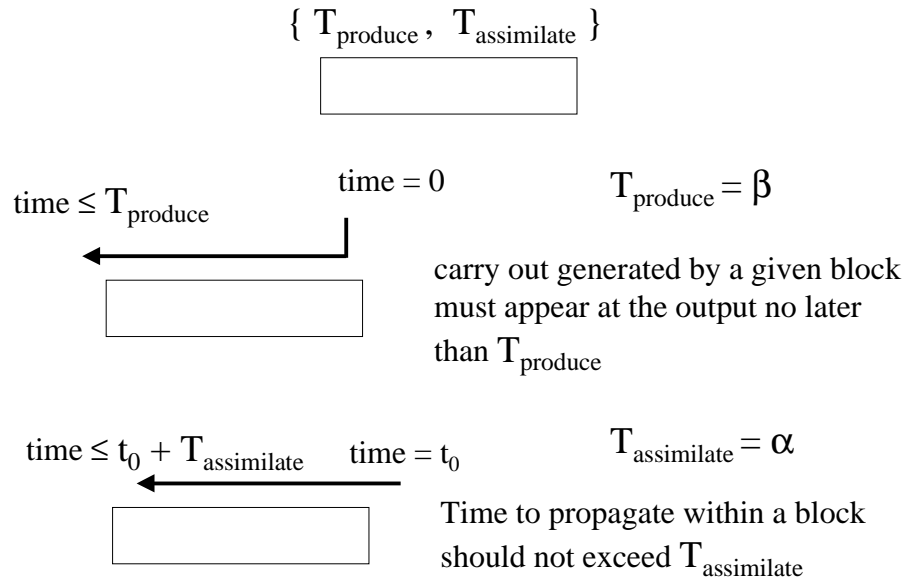 { T_produce , T_assimilate }
time = 0
time ≤ T_produce
T_produce = β
carry out generated by a given block
must appear at the output no later
than T_produce
time ≤ t_0 + T_assimilate
time = t_0
T_assimilate = α
Time to propagate within a block
should not exceed T_assimilate